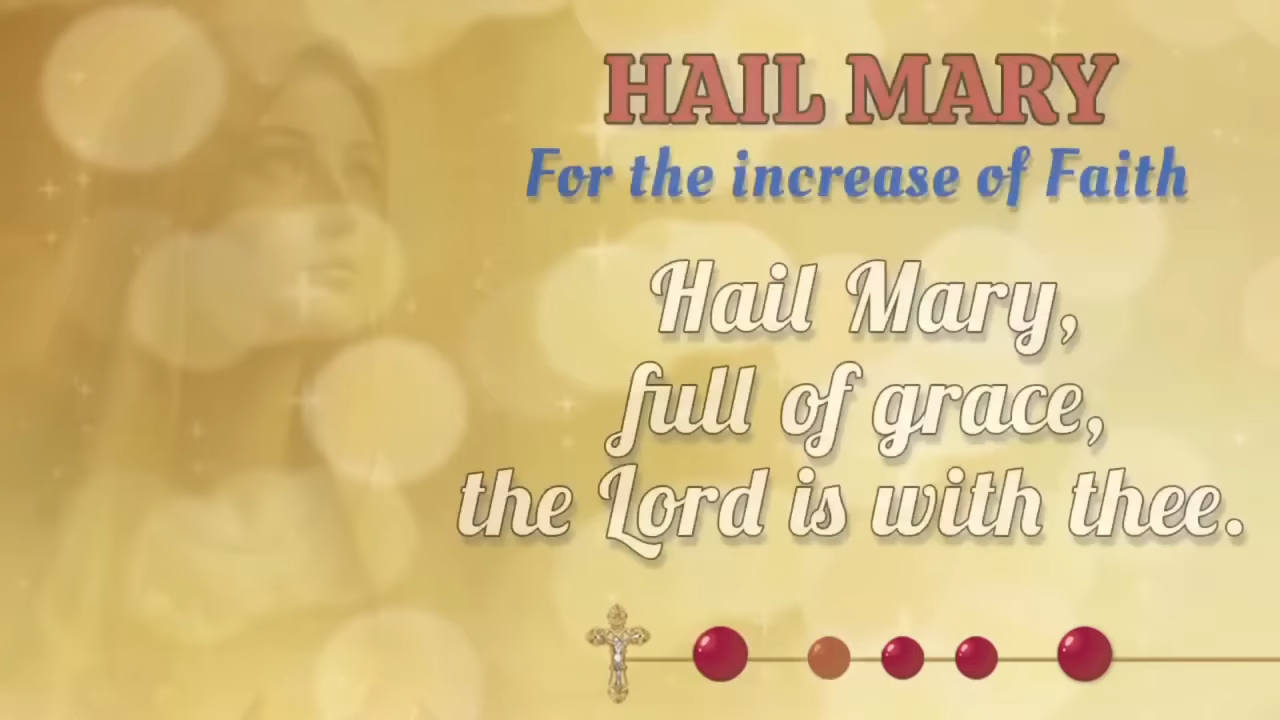 HAIL MARY
For the increase of Faith
Hail Mary,
full of grace,
the Lord is with thee.